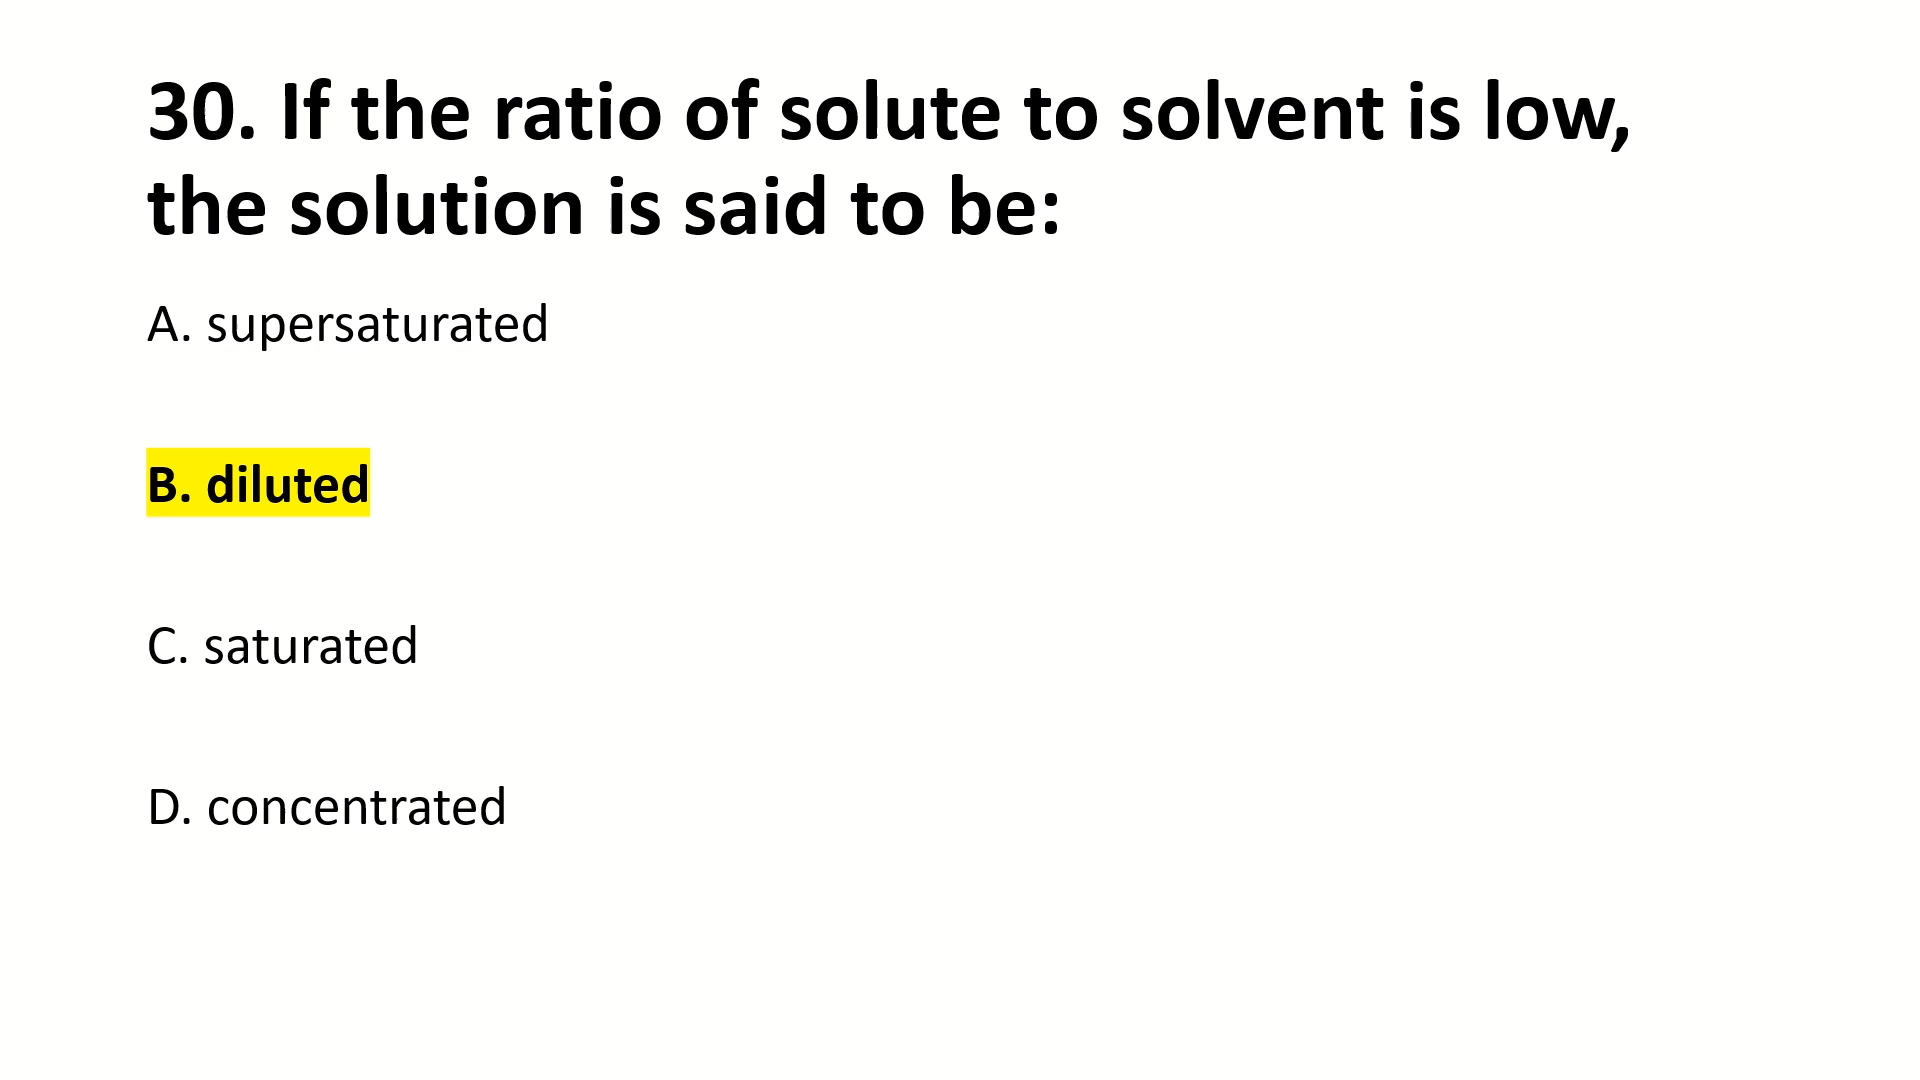 30. If the ratio of solute to solvent is low,
the solution is said to be:
A. supersaturated
B. diluted
C. saturated
D. concentrated